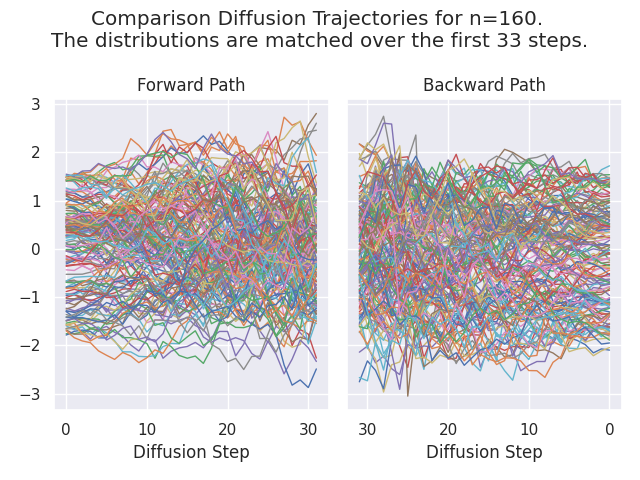 Comparison Diffusion Trajectories for n=160.
The distributions are matched over the first 33 steps.
Forward Path
Backward Path
3
2
1
0
−1
−2
−3
0 10 20 30
30 20 10 0
Diffusion Step
Diffusion Step